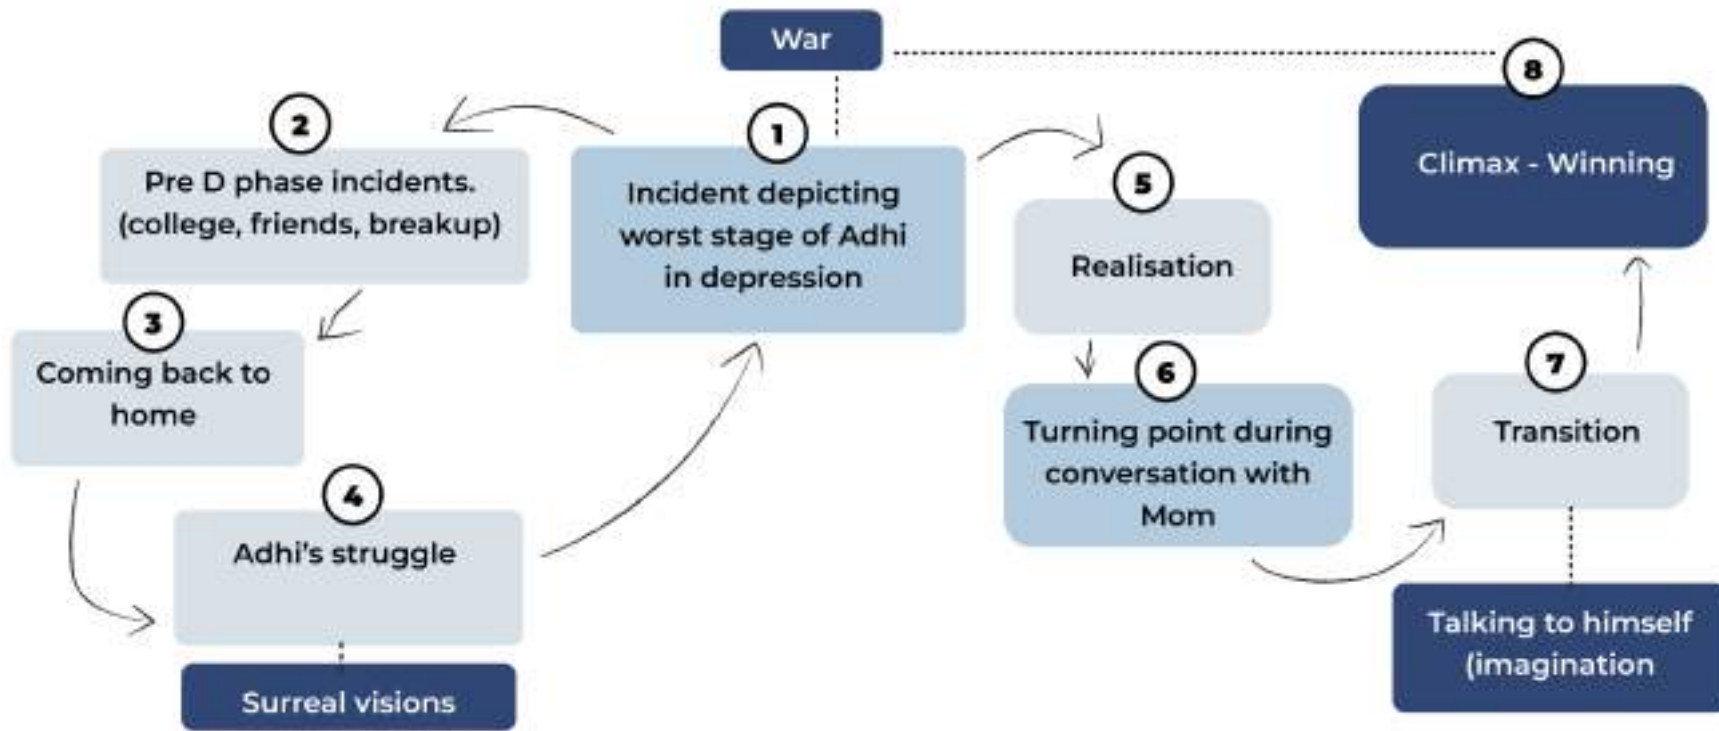 War
1
Incident depicting
worst stage of Adhi
in depression
2
Pre D phase incidents.
(college, friends, breakup)
3
Coming back to
home
4
Adhi's struggle
Surreal visions
5
Realisation
6
Turning point during
conversation with
Mom
7
Transition
Talking to himself
(imagination
8
Climax - Winning